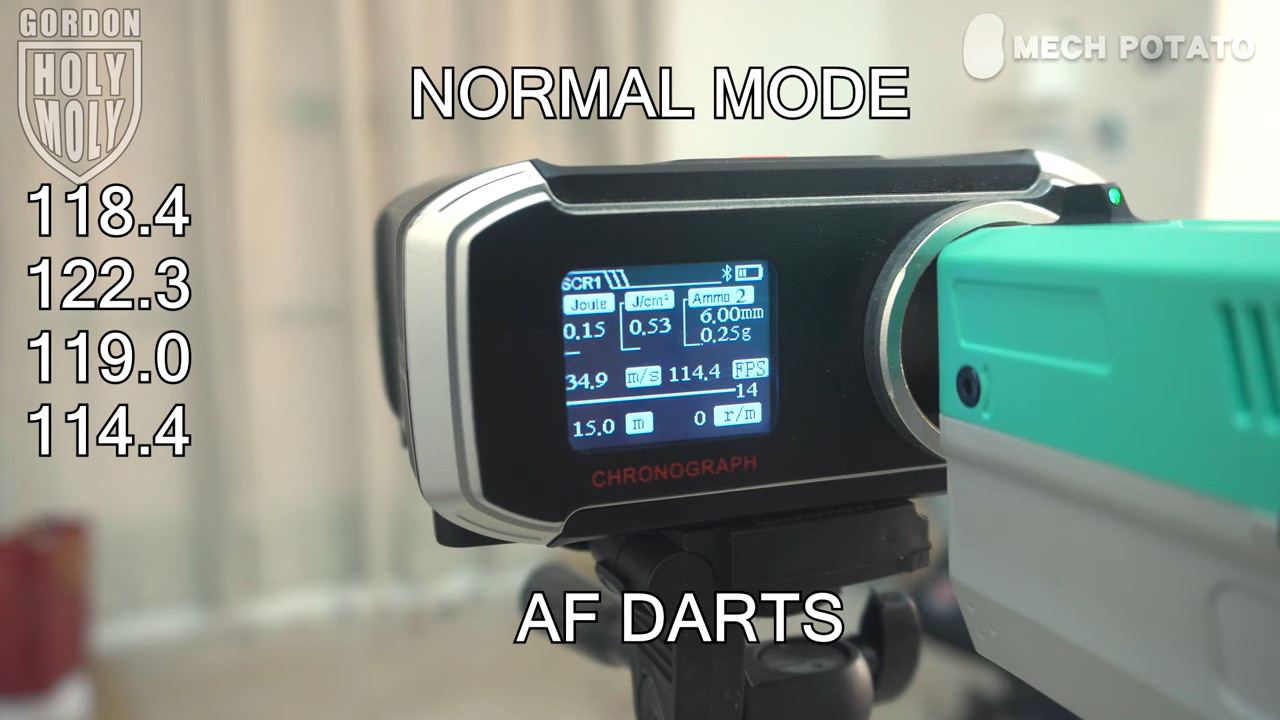 GORDON
HOLY
MOLY
MECH POTATO
NORMAL MODE
118.4
122.3
119.0
114.4
SCR1
Joule J/cm² Ammo 2
0.15 0.53 6.00mm
0.25g
34.9 m/s 114.4 FPS
14
15.0 m 0 r/m
CHRONOGRAPH
AF DARTS